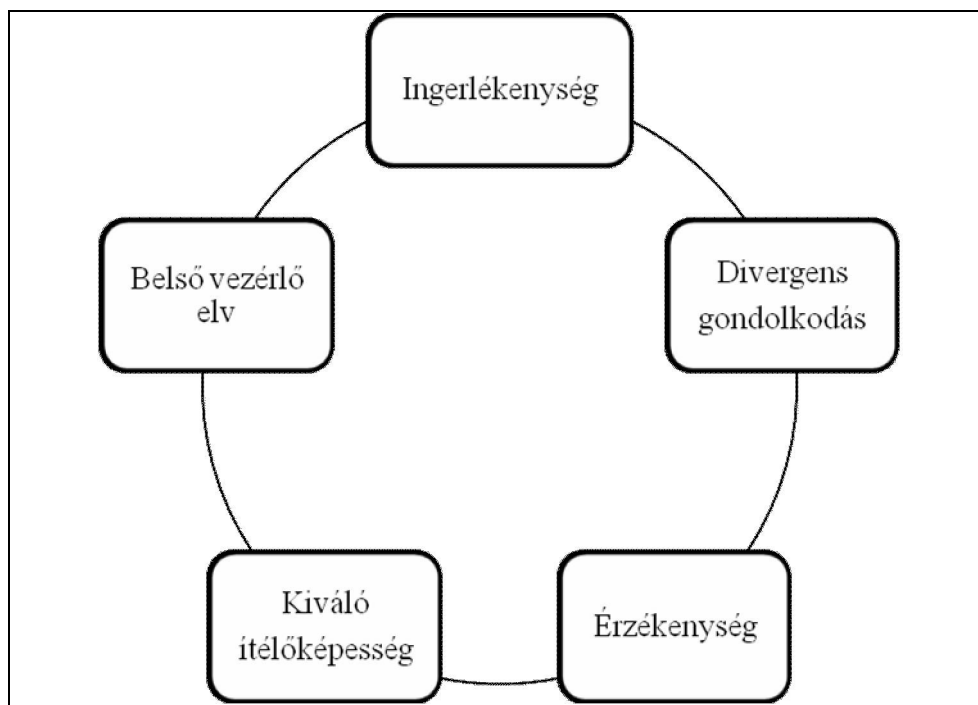 Ingerlékenység
Divergens
gondolkodás
Érzékenység
Kiváló
ítélőképesség
Belső vezérlő
elv